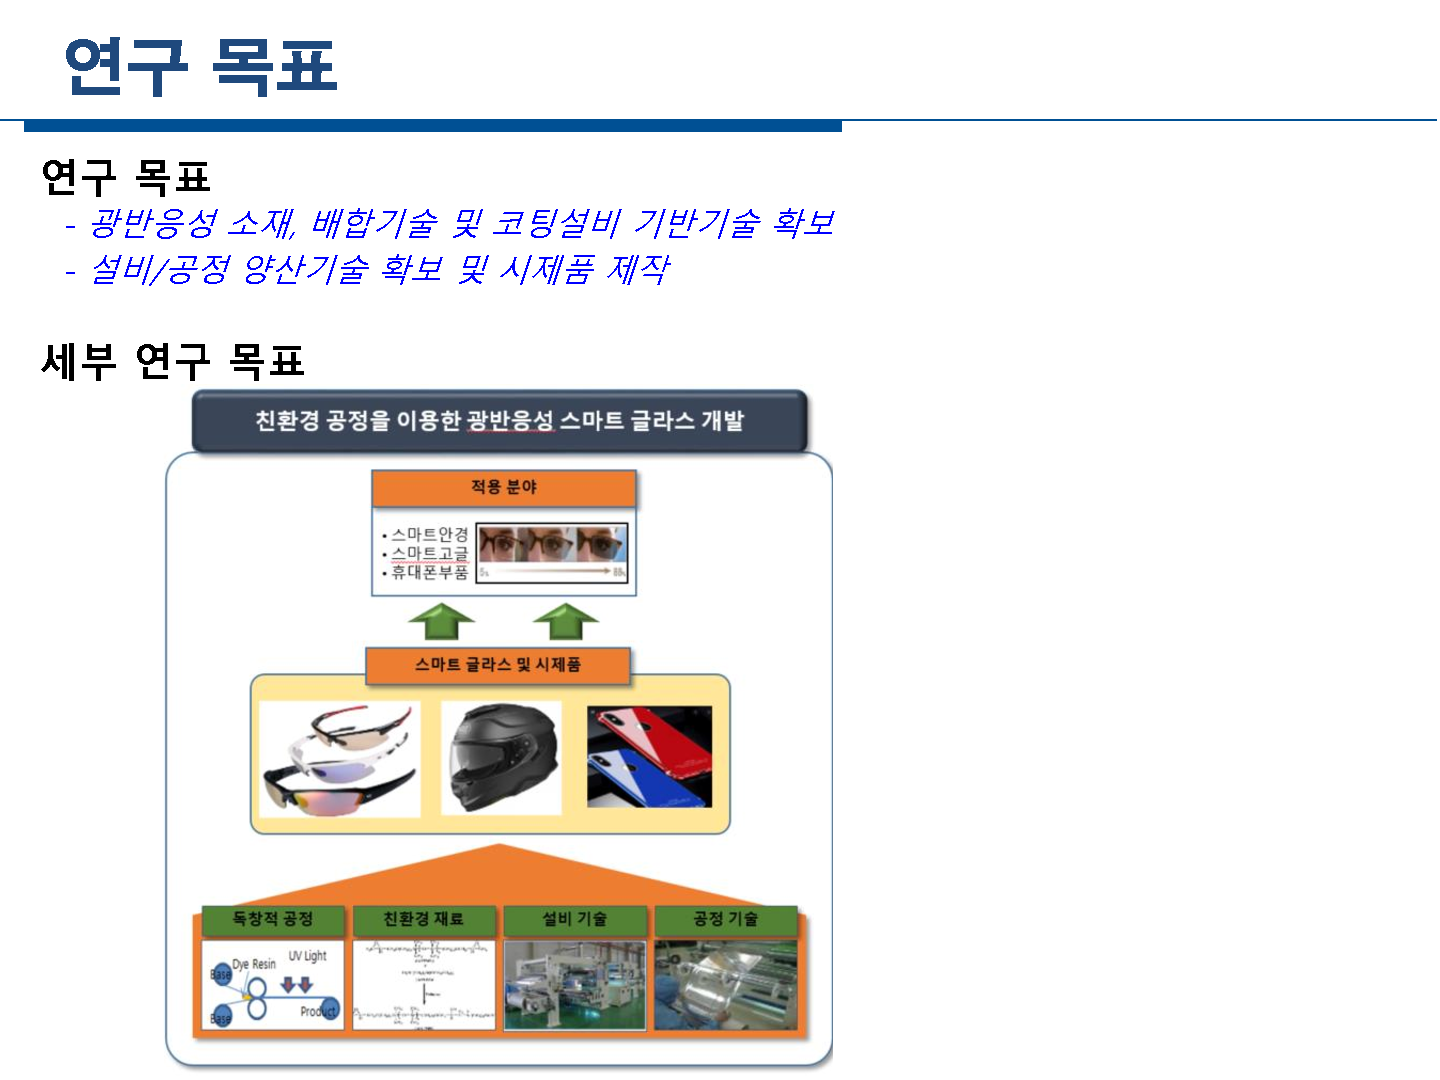 연구 목표
연구 목표
- 광반응성 소재, 배합기술 및 코팅설비 기반기술 확보
- 설비/공정 양산기술 확보 및 시제품 제작
세부 연구 목표
친환경 공정을 이용한 광반응성 스마트 글라스 개발
적용 분야
• 스마트안경
• 스마트고글
• 휴대폰부품
스마트 글라스 및 시제품
독창적 공정
친환경 재료
설비 기술
공정 기술
UV Light
Dye Resin
Base
Product
Base